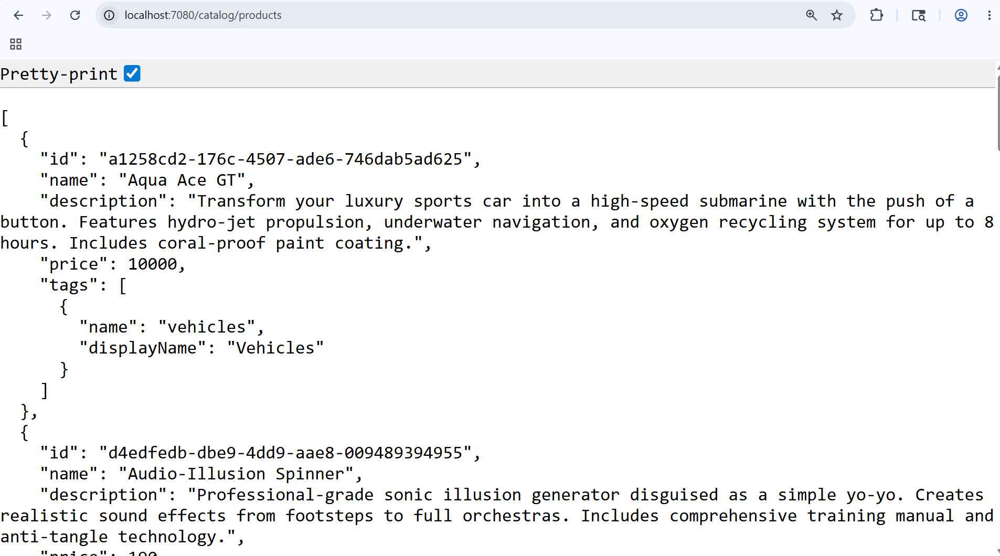 localhost:7080/catalog/products
Pretty-print
[
  {
    "id": "a1258cd2-176c-4507-ade6-746dab5ad625",
    "name": "Aqua Ace GT",
    "description": "Transform your luxury sports car into a high-speed submarine with the push of a
button. Features hydro-jet propulsion, underwater navigation, and oxygen recycling system for up to 8
hours. Includes coral-proof paint coating.",
    "price": 10000,
    "tags": [
      {
        "name": "vehicles",
        "displayName": "Vehicles"
      }
    ]
  },
  {
    "id": "d4edfedb-dbe9-4dd9-aae8-009489394955",
    "name": "Audio-Illusion Spinner",
    "description": "Professional-grade sonic illusion generator disguised as a simple yo-yo. Creates
realistic sound effects from footsteps to full orchestras. Includes comprehensive training manual and
anti-tangle technology.",
    "price": 190